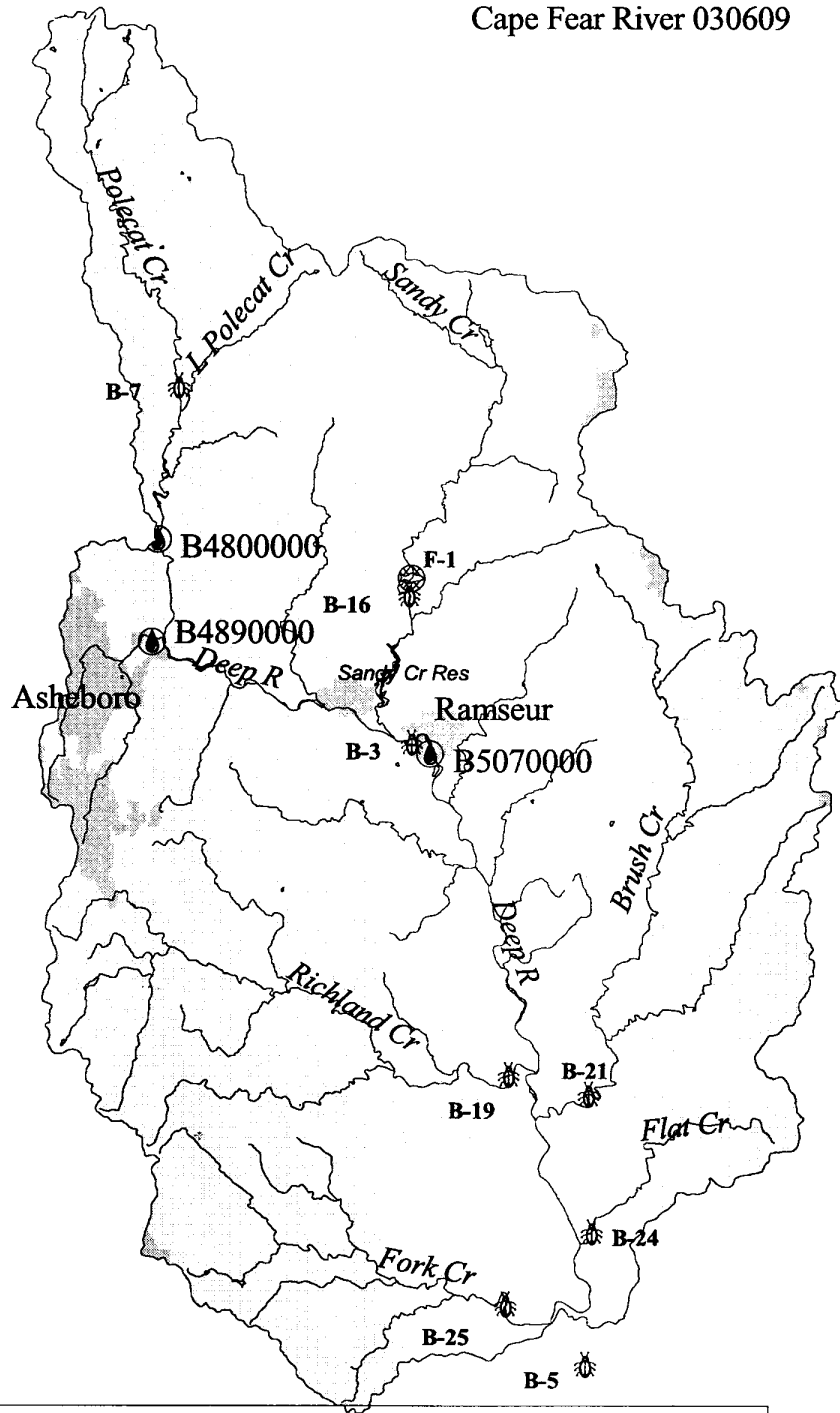 Cape Fear River 030609
Polecat Cr
L Polecat Cr
Sandy Cr
B-7
B4800000
F-1
B-16
B4890000
Deep R
Sandy Cr Res
Asheboro
Ramseur
B-3
B5070000
Brush Cr
Deep R
Richland Cr
B-21
B-19
Flat Cr
B-24
Fork Cr
B-25
B-5